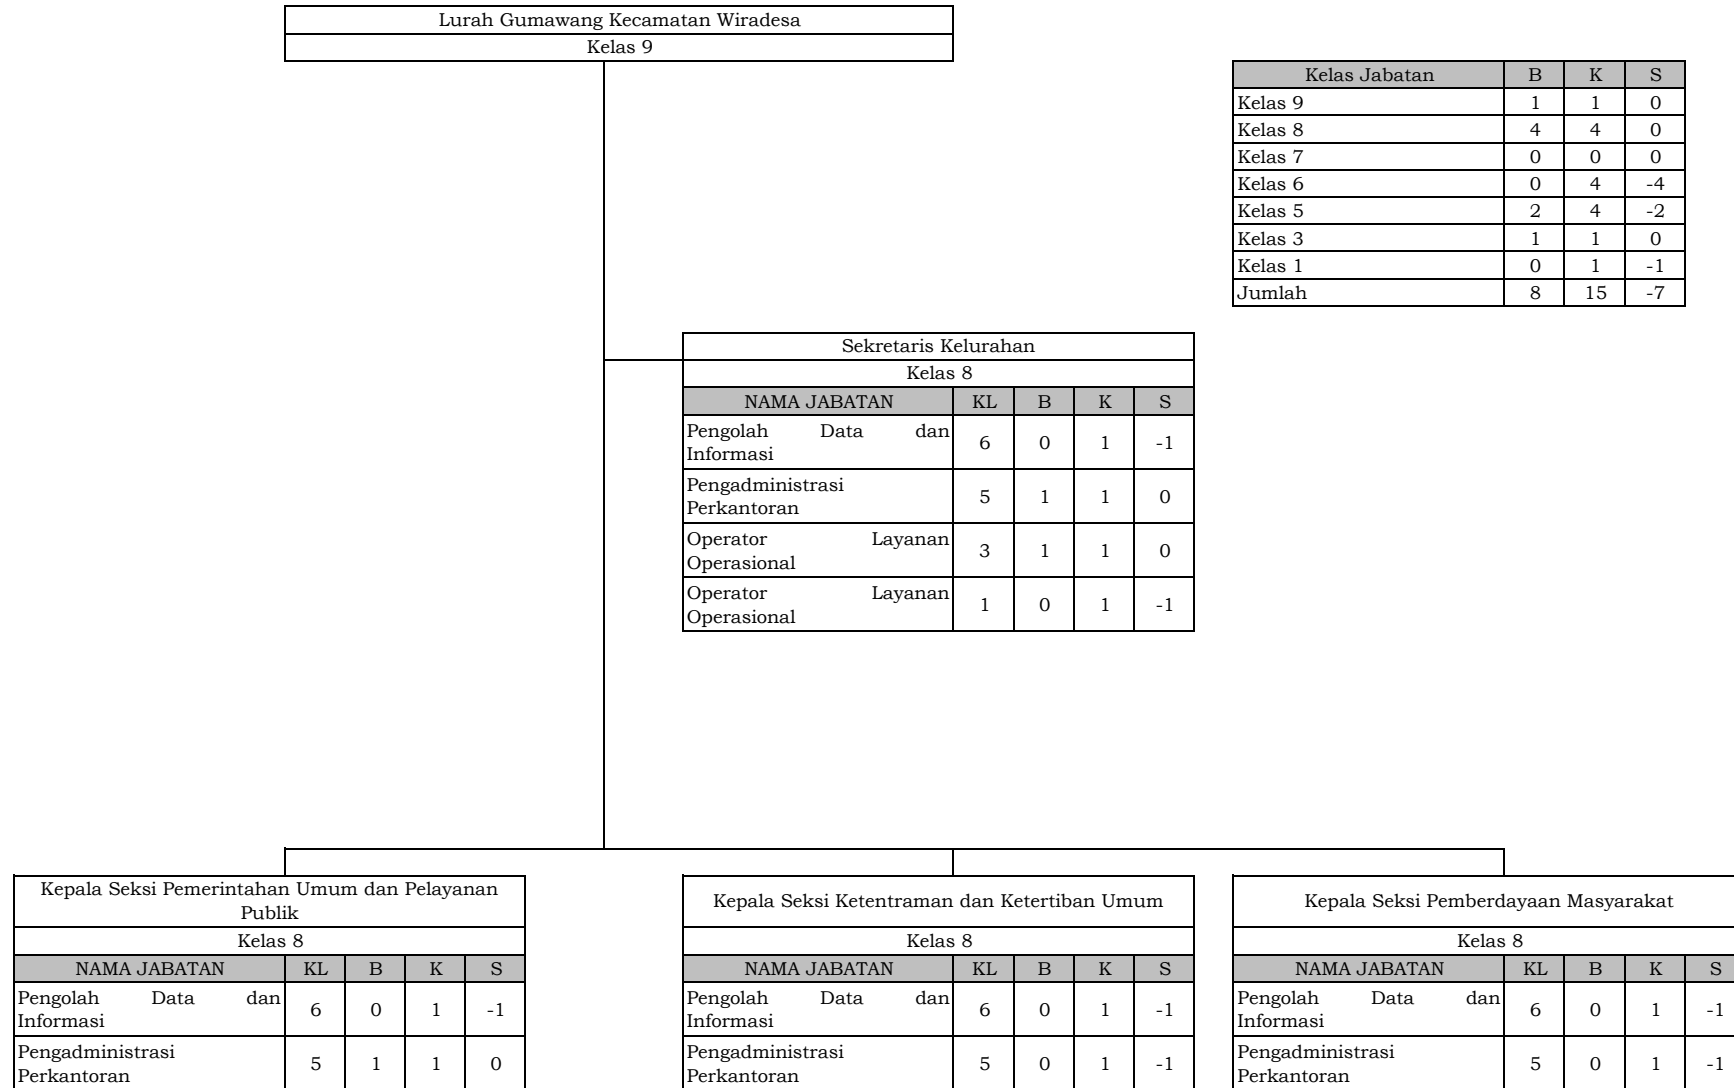 Lurah Gumawang Kecamatan Wiradesa
Kelas 9
Kelas Jabatan B K S
Kelas 9 1 1 0
Kelas 8 4 4 0
Kelas 7 0 0 0
Kelas 6 0 4 -4
Kelas 5 2 4 -2
Kelas 3 1 1 0
Kelas 1 0 1 -1
Jumlah 8 15 -7
Sekretaris Kelurahan
Kelas 8
NAMA JABATAN KL B K S
Pengolah Data dan
Informasi 6 0 1 -1
Pengadministrasi
Perkantoran 5 1 1 0
Operator Layanan
Operasional 3 1 1 0
Operator Layanan
Operasional 1 0 1 -1
Kepala Seksi Pemerintahan Umum dan Pelayanan
Publik
Kelas 8
NAMA JABATAN KL B K S
Pengolah Data dan
Informasi 6 0 1 -1
Pengadministrasi
Perkantoran 5 1 1 0
Kepala Seksi Ketentraman dan Ketertiban Umum
Kelas 8
NAMA JABATAN KL B K S
Pengolah Data dan
Informasi 6 0 1 -1
Pengadministrasi
Perkantoran 5 0 1 -1
Kepala Seksi Pemberdayaan Masyarakat
Kelas 8
NAMA JABATAN KL B K S
Pengolah Data dan
Informasi 6 0 1 -1
Pengadministrasi
Perkantoran 5 0 1 -1